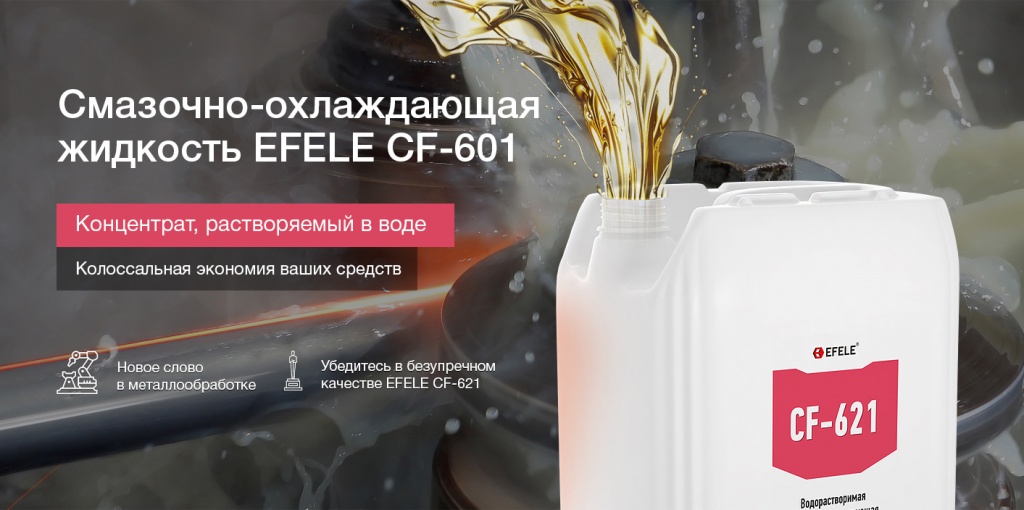 Смазочно-охлаждающая
жидкость EFELE CF-601
Концентрат, растворяемый в воде
Колоссальная экономия ваших средств
Новое слово
в металлообработке
Убедитесь в безупречном
качестве EFELE CF-621
EFELE®
CF-621
Водорастворимая